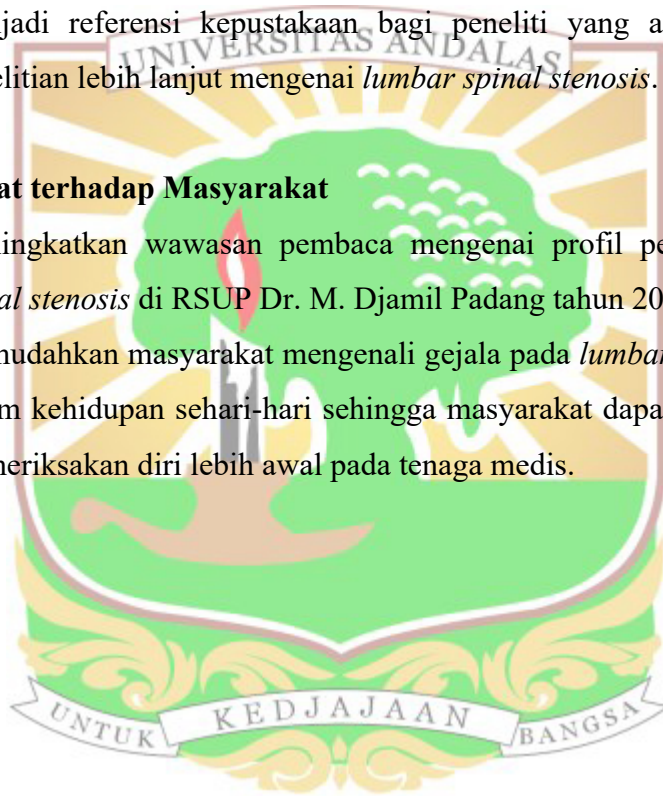 jadi referensi kepustakaan bagi peneliti yang a
UNIVERSITAS ANDALAS
elitian lebih lanjut mengenai lumbar spinal stenosis.
at terhadap Masyarakat
ingkatkan wawasan pembaca mengenai profil pe
al stenosis di RSUP Dr. M. Djamil Padang tahun 20
nudahkan masyarakat mengenali gejala pada lumbar
m kehidupan sehari-hari sehingga masyarakat dapa
neriksakan diri lebih awal pada tenaga medis.
UNTUK KEDJAJAAN BANGSA